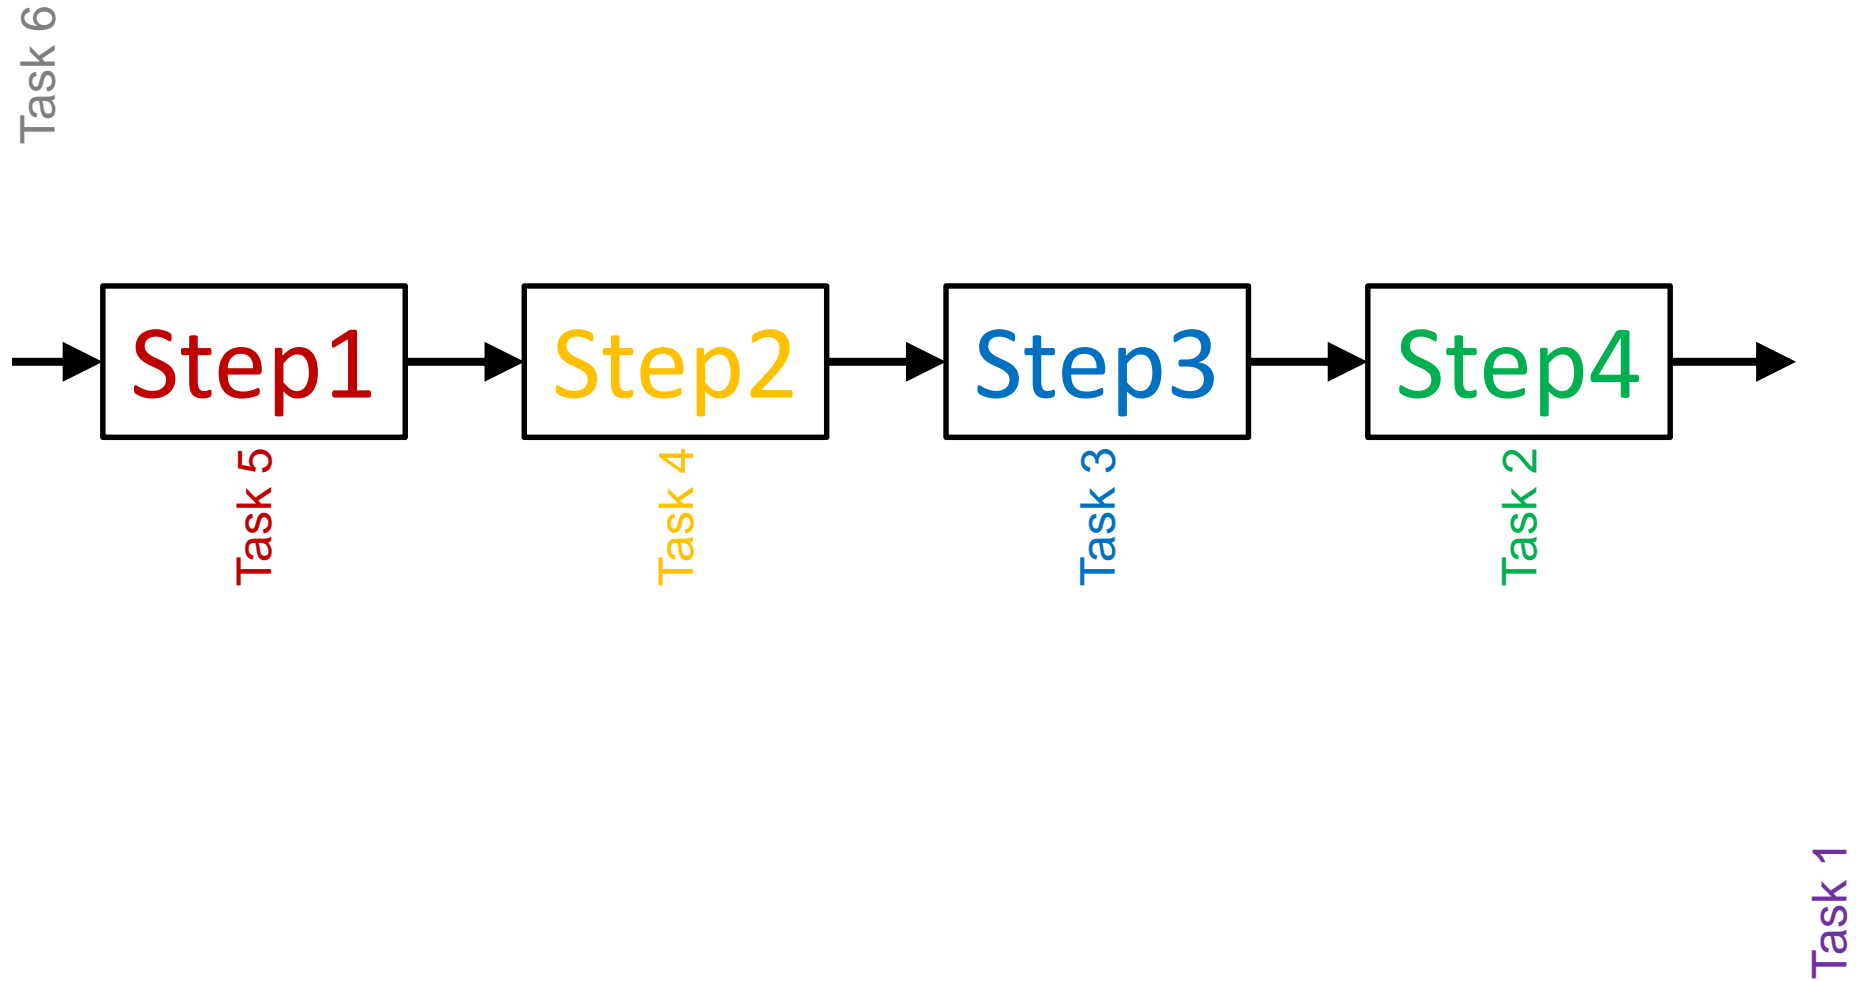 Task 6
Step1
Step2
Step3
Step4
Task 5
Task 4
Task 3
Task 2
Task 1